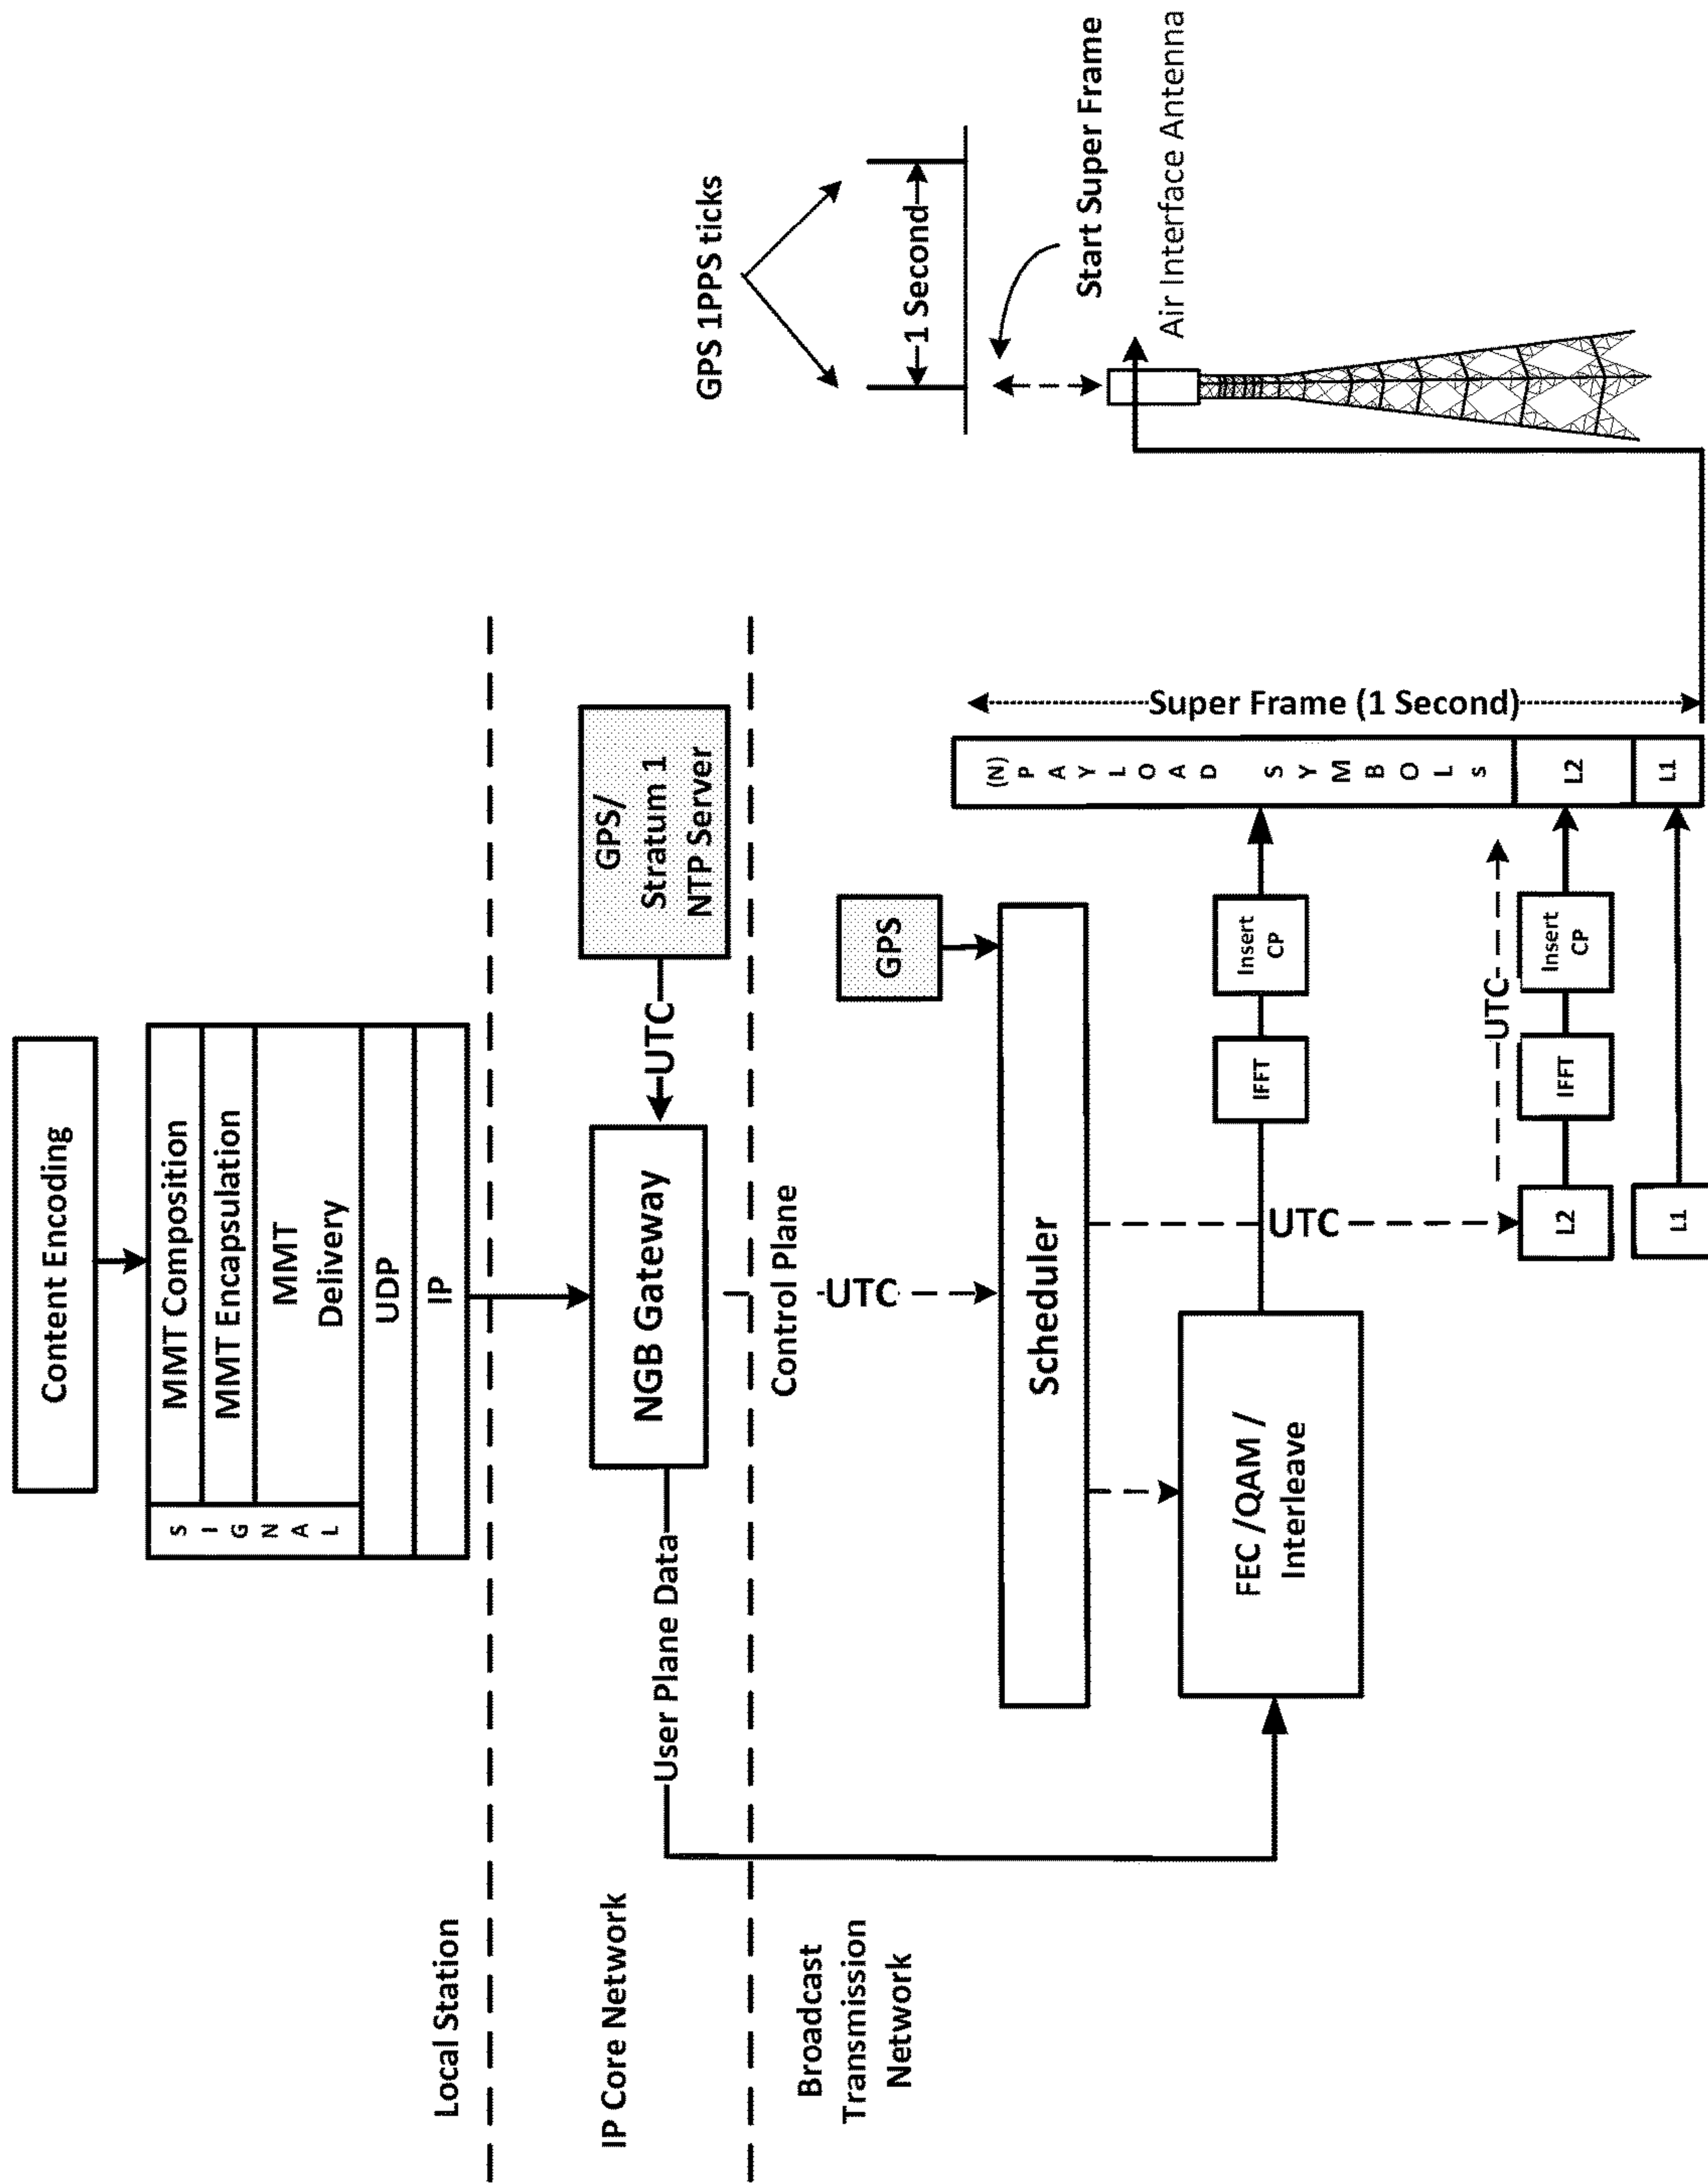 Content Encoding
S I G N A L
MMT Composition
MMT Encapsulation
MMT
Delivery
UDP
IP
Local Station
IP Core Network
User Plane Data
NGB Gateway
UTC
GPS/
Stratum 1
NTP Server
Broadcast
Transmission
Network
Control Plane
UTC
GPS
Scheduler
FEC /QAM /
Interleave
UTC
IFFT
Insert
CP
UTC
L2
IFFT
Insert
CP
L1
(N) P A Y L O A D S Y M B O L s
L2
L1
Super Frame (1 Second)
GPS 1PPS ticks
1 Second
Start Super Frame
Air Interface Antenna